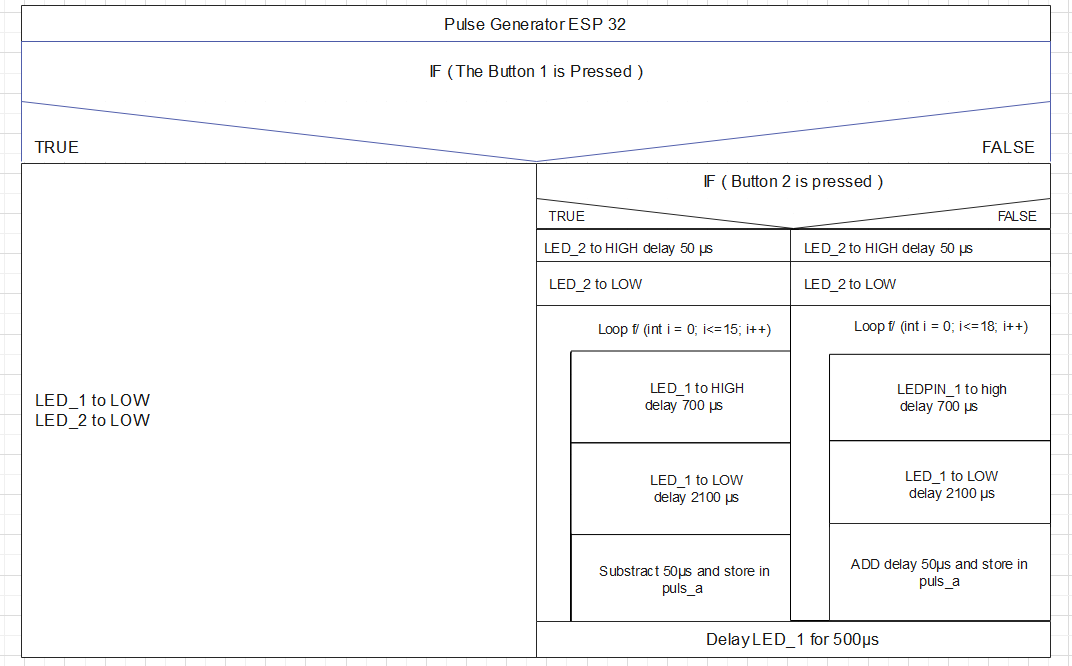 Pulse Generator ESP 32
IF ( The Button 1 is Pressed )
TRUE
FALSE
LED_1 to LOW
LED_2 to LOW
IF ( Button 2 is pressed )
TRUE
FALSE
LED_2 to HIGH delay 50 µs
LED_2 to LOW
Loop f/ (int i = 0; i<=15; i++)
LED_1 to HIGH
delay 700 µs
LED_1 to LOW
delay 2100 µs
Substract 50µs and store in
puls_a
LED_2 to HIGH delay 50 µs
LED_2 to LOW
Loop f/ (int i = 0; i<=18; i++)
LEDPIN_1 to high
delay 700 µs
LED_1 to LOW
delay 2100 µs
ADD delay 50µs and store in
puls_a
Delay LED_1 for 500µs